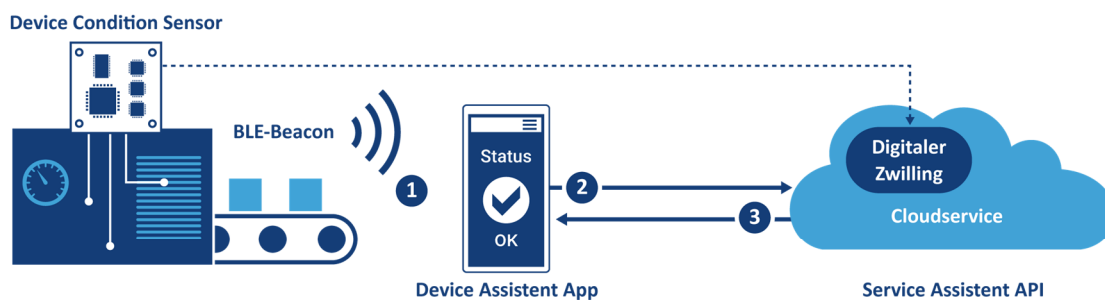 Device Condition Sensor
BLE-Beacon
1
Status
OK
2
3
Digitaler
Zwilling
Cloudservice
Device Assistent App
Service Assistent API